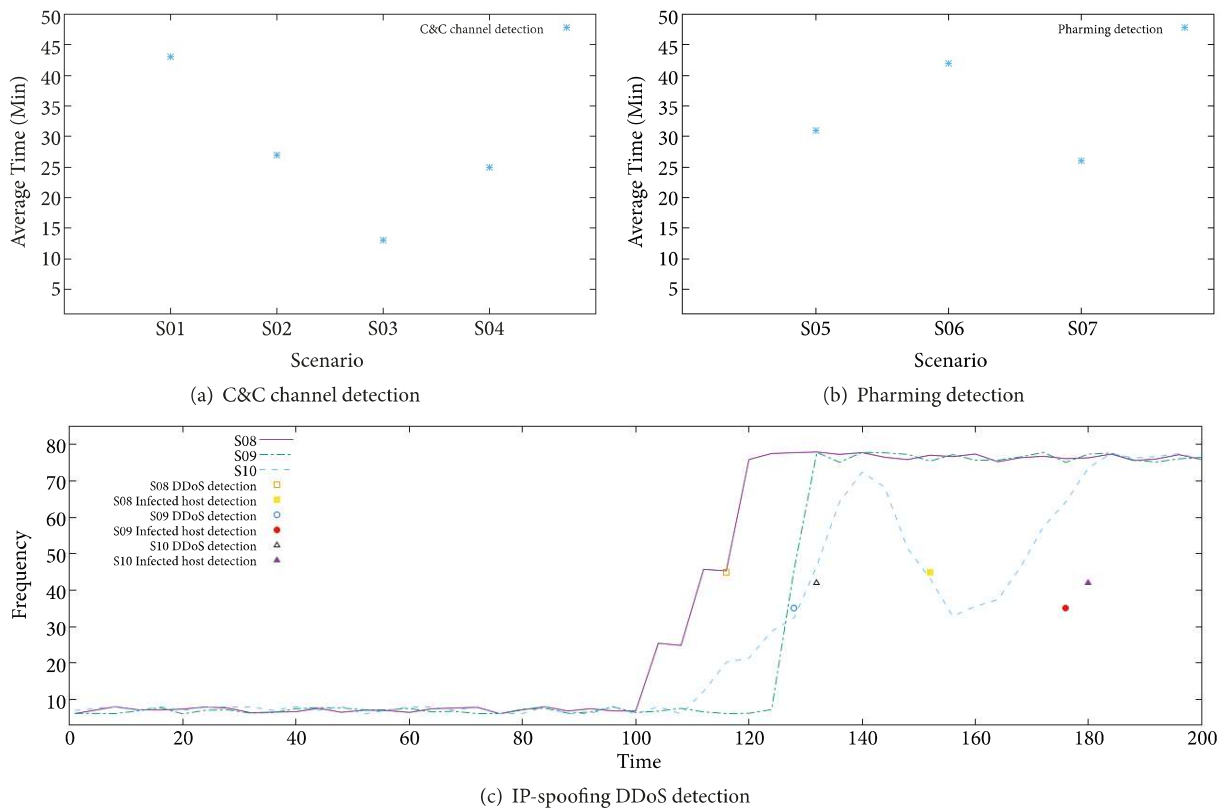 50
45
40
35
30
25
20
15
10
5
Average Time (Min)
C&C channel detection
S01 S02 S03 S04
Scenario
(a) C&C channel detection
50
45
40
35
30
25
20
15
10
5
Average Time (Min)
Pharming detection
S05 S06 S07
Scenario
(b) Pharming detection
80
70
60
50
40
30
20
10
Frequency
S08
S09
S10
S08 DDoS detection
S08 Infected host detection
S09 DDoS detection
S09 Infected host detection
S10 DDoS detection
S10 Infected host detection
0 20 40 60 80 100 120 140 160 180 200
Time
(c) IP-spoofing DDoS detection